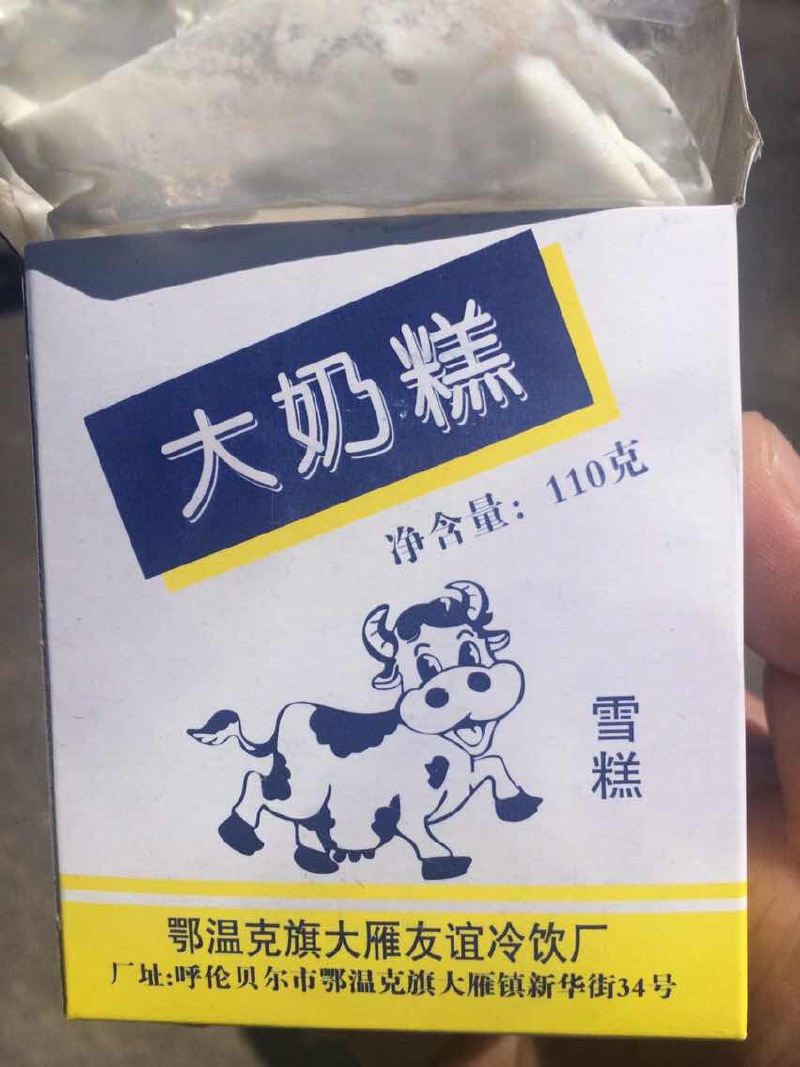 大奶糕
净含量：110克
雪糕
鄂温克旗大雁友谊冷饮厂
厂址:呼伦贝尔市鄂温克旗大雁镇新华街34号